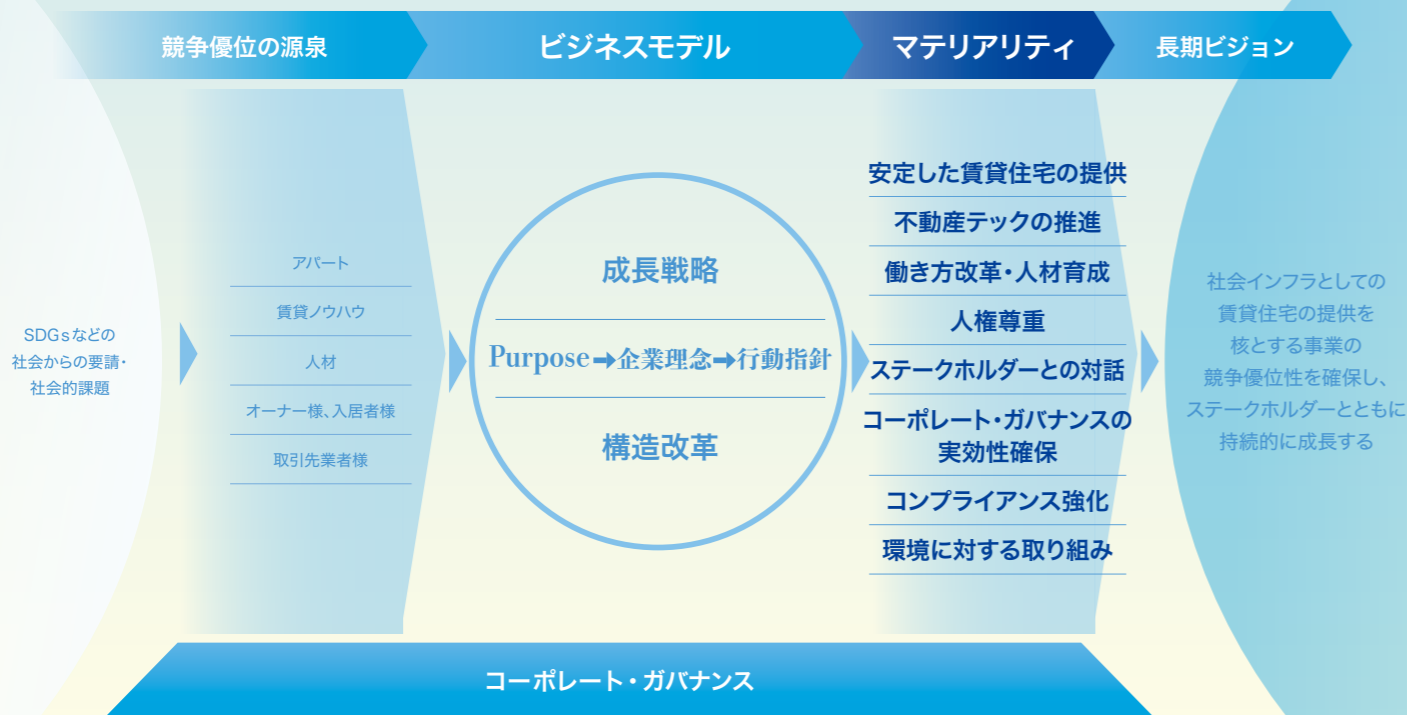 競争優位の源泉
ビジネスモデル
マテリアリティ
長期ビジョン
SDGsなどの
社会からの要請・
社会的課題
アパート
賃貸ノウハウ
人材
オーナー様、入居者様
取引先業者様
成長戦略
Purpose➡企業理念➡行動指針
構造改革
安定した賃貸住宅の提供
不動産テックの推進
働き方改革・人材育成
人権尊重
ステークホルダーとの対話
コーポレート・ガバナンスの
実効性確保
コンプライアンス強化
環境に対する取り組み
社会インフラとしての
賃貸住宅の提供を
核とする事業の
競争優位性を確保し、
ステークホルダーとともに
持続的に成長する
コーポレート・ガバナンス